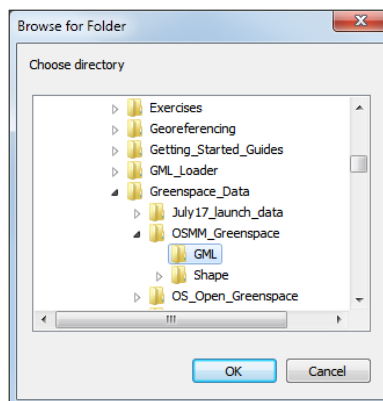 Browse for Folder
Choose directory
Exercises
Georeferencing
Getting_Started_Guides
GML_Loader
Greenspace_Data
July17_launch_data
OSMM_Greenspace
GML
Shape
OS_Open_Greenspace
OK Cancel